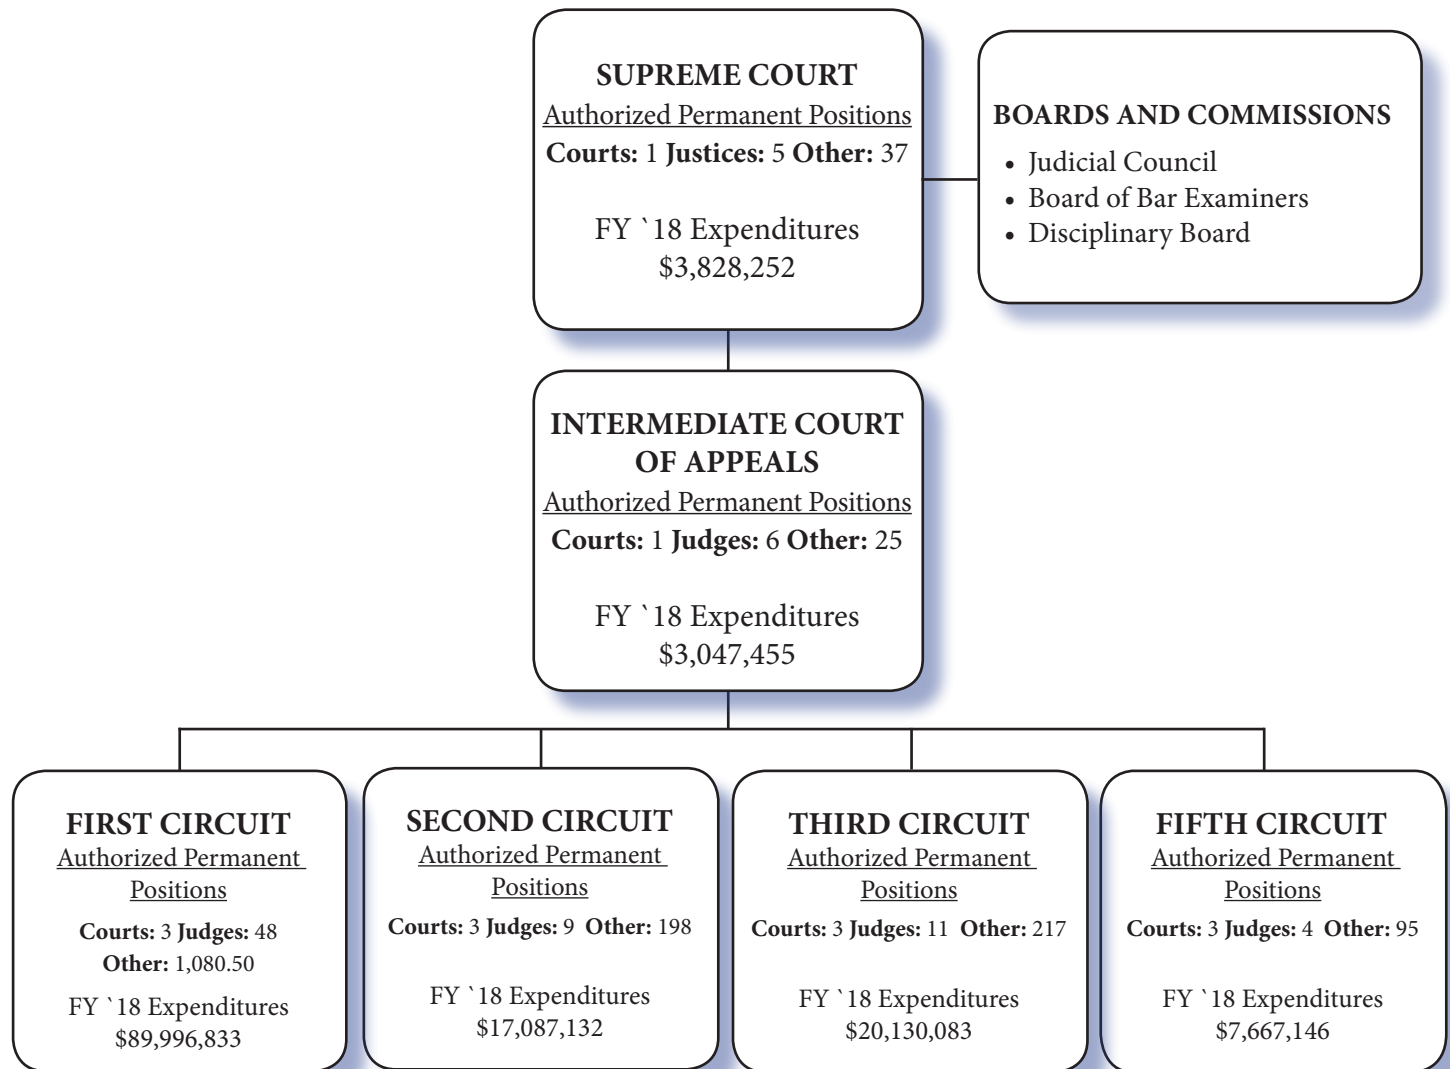 SUPREME COURT
Authorized Permanent Positions
Courts: 1 Justices: 5 Other: 37
FY `18 Expenditures
$3,828,252
BOARDS AND COMMISSIONS
• Judicial Council
• Board of Bar Examiners
• Disciplinary Board
INTERMEDIATE COURT
OF APPEALS
Authorized Permanent Positions
Courts: 1 Judges: 6 Other: 25
FY `18 Expenditures
$3,047,455
FIRST CIRCUIT
Authorized Permanent
Positions
Courts: 3 Judges: 48
Other: 1,080.50
FY `18 Expenditures
$89,996,833
SECOND CIRCUIT
Authorized Permanent
Positions
Courts: 3 Judges: 9 Other: 198
FY `18 Expenditures
$17,087,132
THIRD CIRCUIT
Authorized Permanent
Positions
Courts: 3 Judges: 11 Other: 217
FY `18 Expenditures
$20,130,083
FIFTH CIRCUIT
Authorized Permanent
Positions
Courts: 3 Judges: 4 Other: 95
FY `18 Expenditures
$7,667,146